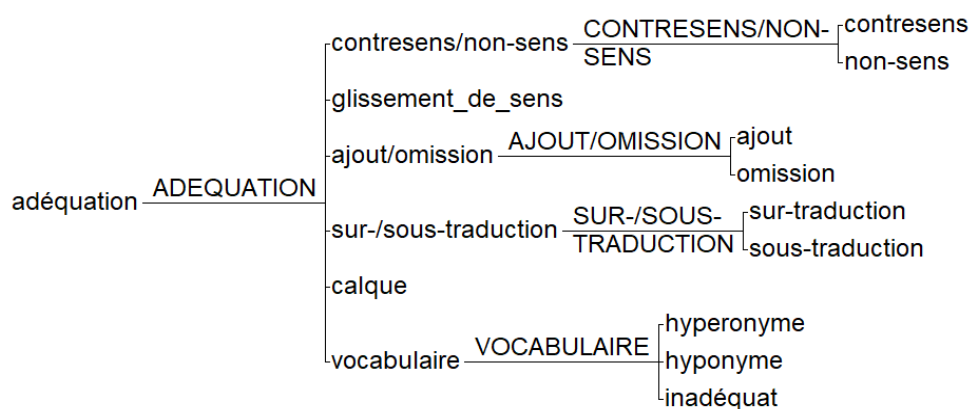 contresens/non-sens CONTRESENS/NON-SENS contresens
non-sens
glissement_de_sens
ajout/omission AJOUT/OMISSION ajout
omission
adéquation ADEQUATION
sur-/sous-traduction SUR-/SOUS-TRADUCTION sur-traduction
sous-traduction
calque
vocabulaire VOCABULAIRE hyperonyme
hyponyme
inadéquat